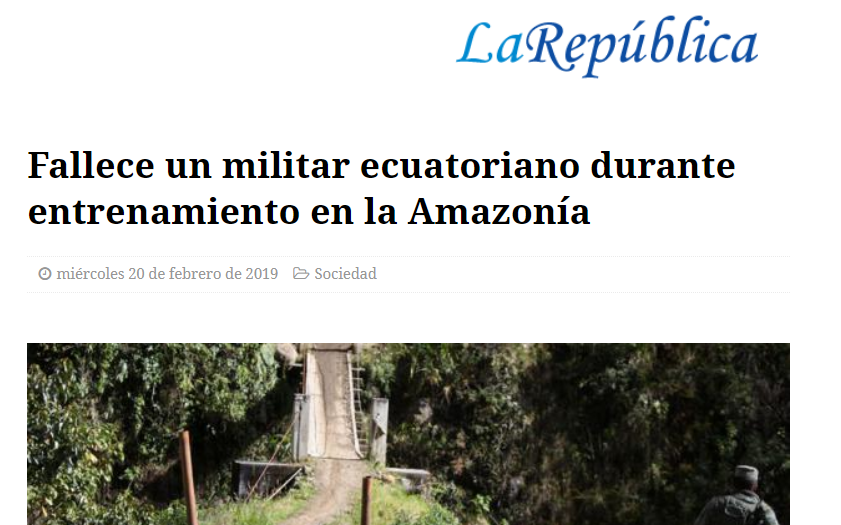 LaRepública
Fallece un militar ecuatoriano durante
entrenamiento en la Amazonía
miércoles 20 de febrero de 2019 Sociedad